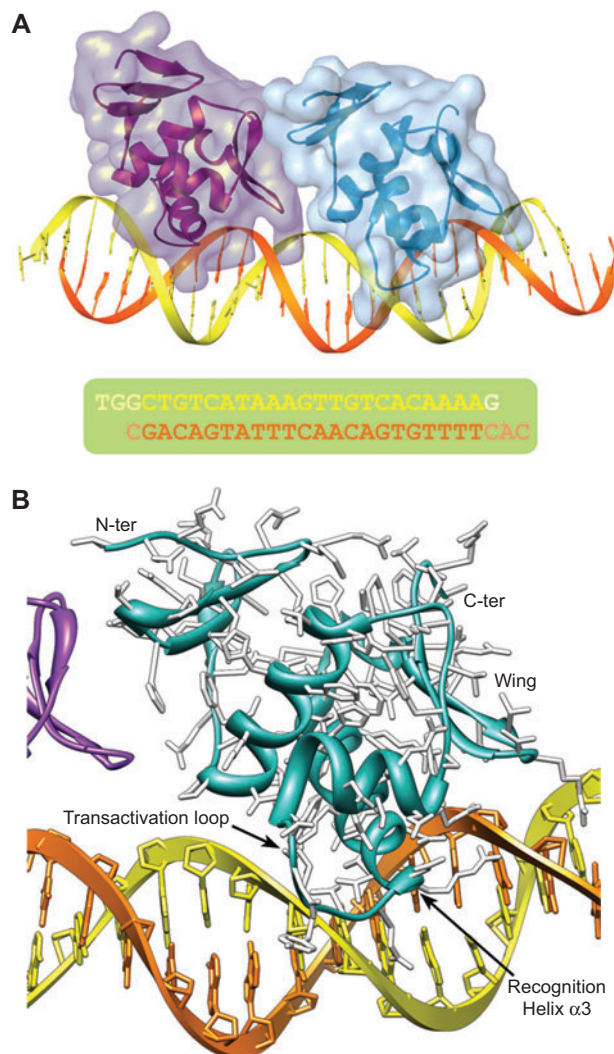 A
TGGCTGTCATAAAGTTGTCACAAAAG
CGACAGTATTTCAACAGTGTTTTCAC
B
N-ter
C-ter
Wing
Transactivation loop
Recognition
Helix α3